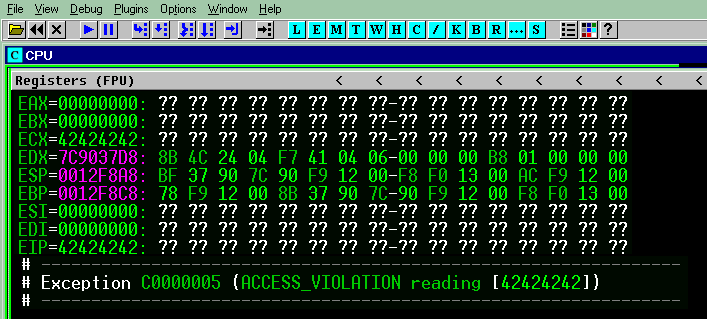 File View Debug Plugins Options Window Help
L E M T W H C / K B R ... S ?
C CPU
Registers (FPU) < < < < < < < < < <
EAX=00000000: ?? ?? ?? ?? ?? ?? ?? ??-?? ?? ?? ?? ?? ?? ?? ??
EBX=00000000: ?? ?? ?? ?? ?? ?? ?? ??-?? ?? ?? ?? ?? ?? ?? ??
ECX=42424242: ?? ?? ?? ?? ?? ?? ?? ??-?? ?? ?? ?? ?? ?? ?? ??
EDX=7C9037D8: 8B 4C 24 04 F7 41 04 06-00 00 00 B8 01 00 00 00
ESP=0012F8A8: BF 37 90 7C 90 F9 12 00-F8 F0 13 00 AC F9 12 00
EBP=0012F8C8: 78 F9 12 00 8B 37 90 7C-90 F9 12 00 F8 F0 13 00
ESI=00000000: ?? ?? ?? ?? ?? ?? ?? ??-?? ?? ?? ?? ?? ?? ?? ??
EDI=00000000: ?? ?? ?? ?? ?? ?? ?? ??-?? ?? ?? ?? ?? ?? ?? ??
EIP=42424242: ?? ?? ?? ?? ?? ?? ?? ??-?? ?? ?? ?? ?? ?? ?? ??
# ----------------------------------------------------------------
# Exception C0000005 (ACCESS_VIOLATION reading [42424242])
# ----------------------------------------------------------------